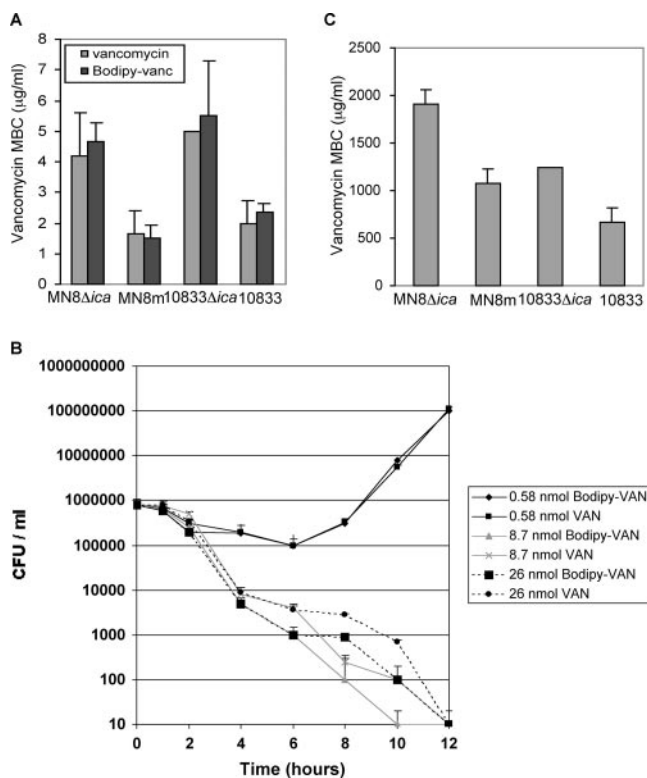 A
C
vancomycin
Bodipy-vanc
Vancomycin MBC (µg/ml)
8
7
6
5
4
3
2
1
0
MN8Δica MN8m 10833Δica 10833
Vancomycin MBC (µg/ml)
2500
2000
1500
1000
500
0
MN8Δica MN8m 10833Δica 10833
B
CFU / ml
1000000000
100000000
10000000
1000000
100000
10000
1000
100
10
0 2 4 6 8 10 12
Time (hours)
0.58 nmol Bodipy-VAN
0.58 nmol VAN
8.7 nmol Bodipy-VAN
8.7 nmol VAN
26 nmol Bodipy-VAN
26 nmol VAN